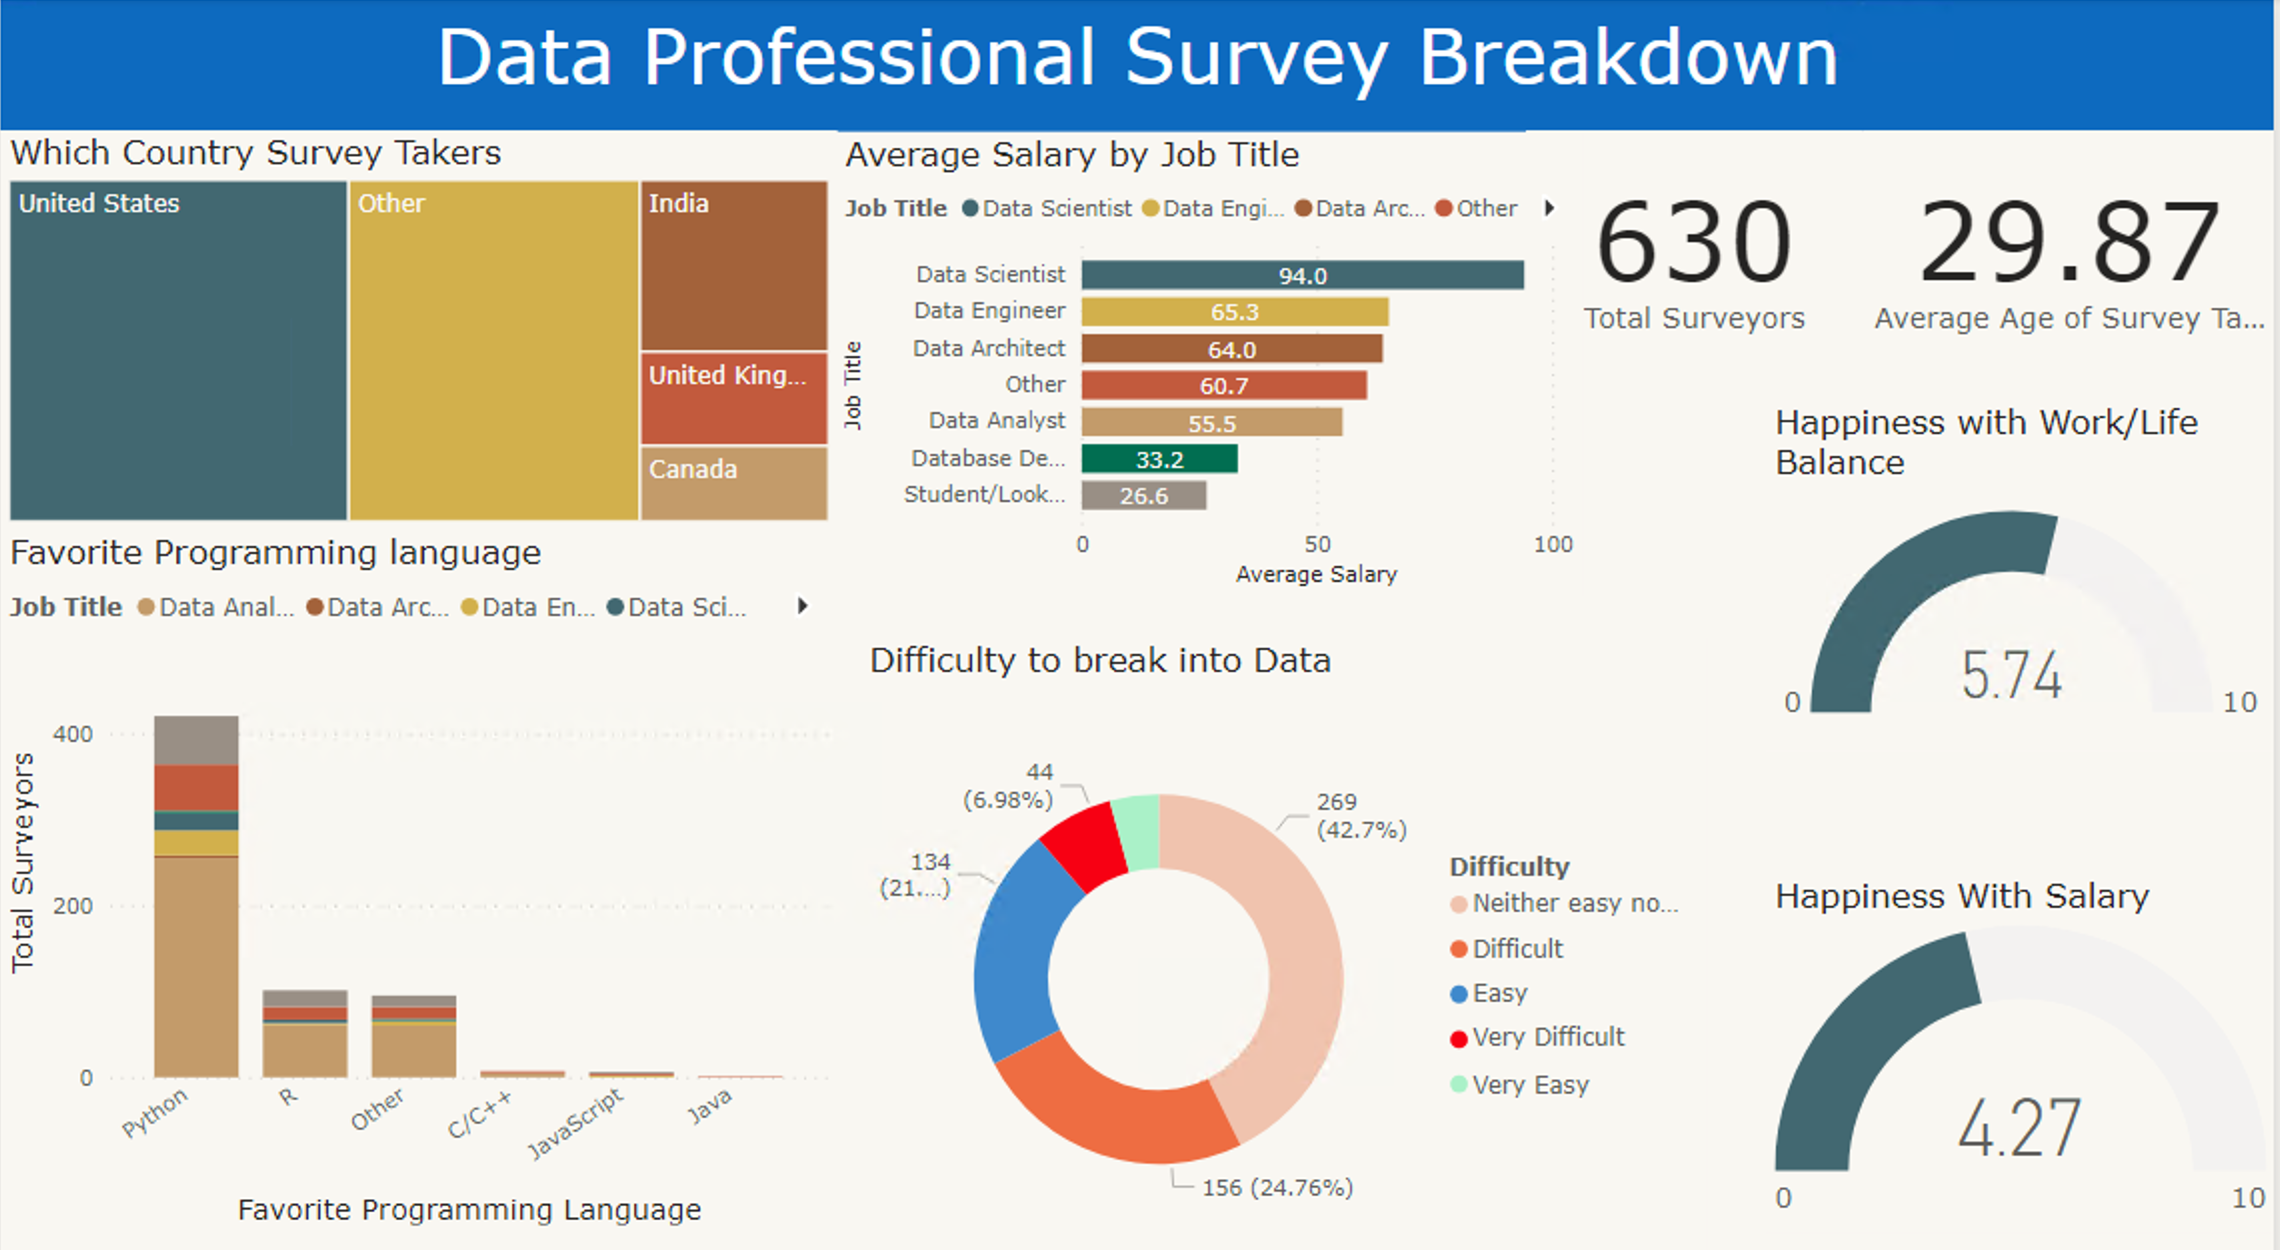 Data Professional Survey Breakdown
Which Country Survey Takers
United States
Other
India
United King...
Canada
Average Salary by Job Title
Job Title Data Scientist Data Engi... Data Arc... Other
Job Title
Data Scientist 94.0
Data Engineer 65.3
Data Architect 64.0
Other 60.7
Data Analyst 55.5
Database De... 33.2
Student/Look... 26.6
0 50 100
Average Salary
630
Total Surveyors
29.87
Average Age of Survey Ta...
Happiness with Work/Life
Balance
5.74
0 10
Favorite Programming language
Job Title Data Anal... Data Arc... Data En... Data Sci...
Total Surveyors
400
200
0
Python R Other C/C++ JavaScript Java
Favorite Programming Language
Difficulty to break into Data
44
(6.98%)
269
(42.7%)
134
(21....)
156 (24.76%)
Difficulty
Neither easy no...
Difficult
Easy
Very Difficult
Very Easy
Happiness With Salary
4.27
0 10